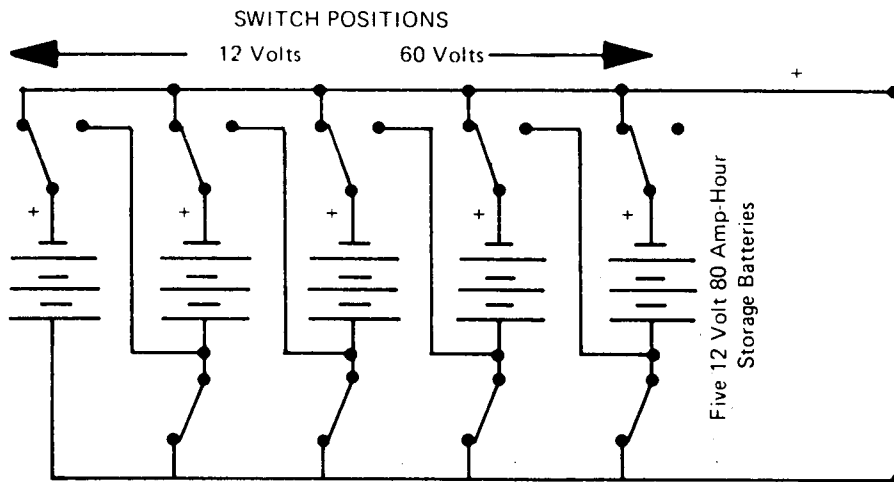 SWITCH POSITIONS
12 Volts 60 Volts
+
+ + + + +
Five 12 Volt 80 Amp-Hour
Storage Batteries